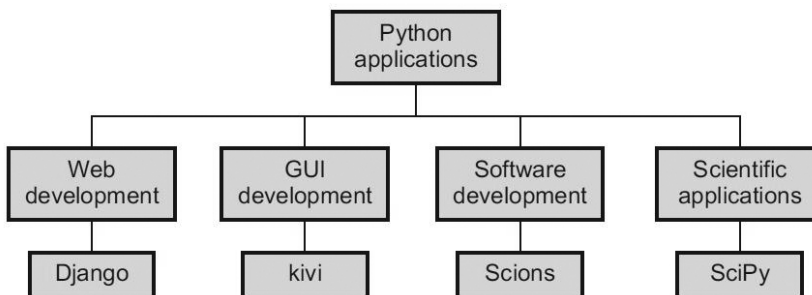 Python
applications
Web
development
GUI
development
Software
development
Scientific
applications
Django
kivi
Scions
SciPy